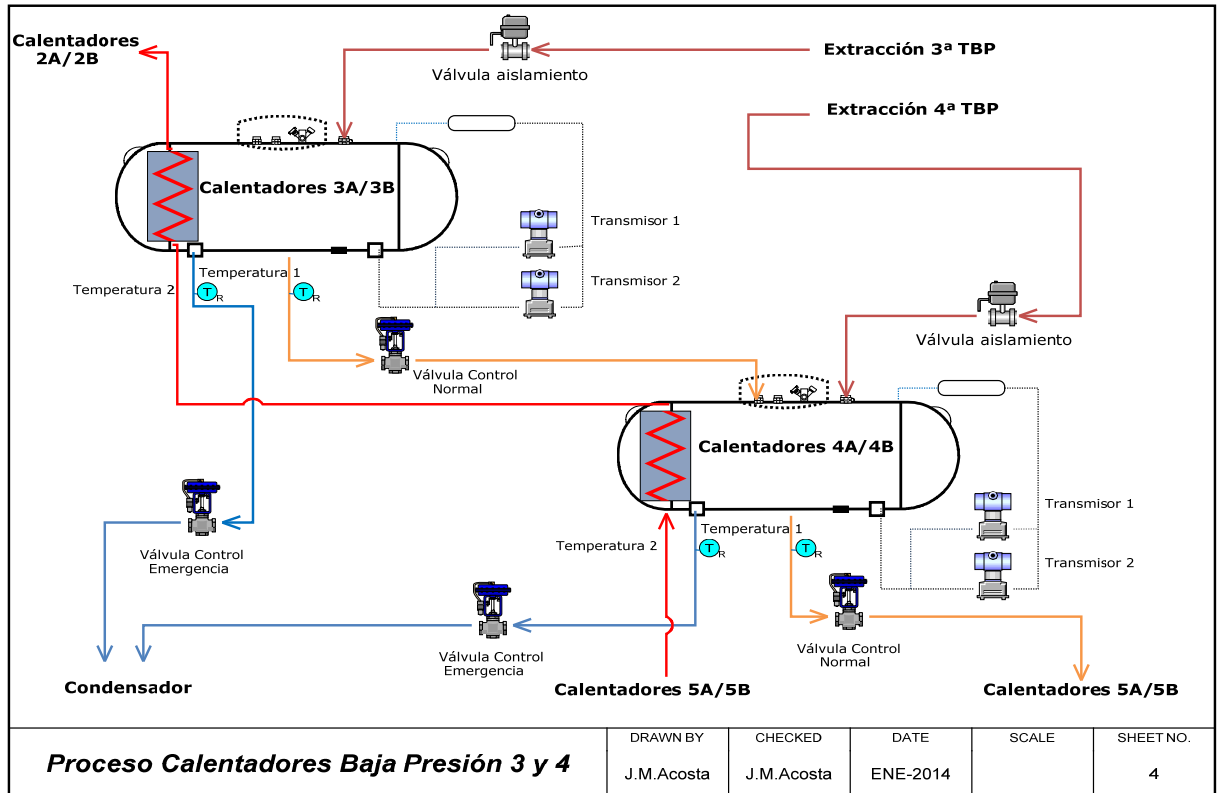 Calentadores
2A/2B
Válvula aislamiento
Extracción 3ª TBP
Extracción 4ª TBP
Calentadores 3A/3B
Transmisor 1
Transmisor 2
Temperatura 1
Temperatura 2
T
R
T
R
Válvula aislamiento
Válvula Control
Normal
Calentadores 4A/4B
Transmisor 1
Transmisor 2
Temperatura 1
Temperatura 2
T
R
T
R
Válvula Control
Emergencia
Válvula Control
Emergencia
Válvula Control
Normal
Condensador
Calentadores 5A/5B
Calentadores 5A/5B
Proceso Calentadores Baja Presión 3 y 4
DRAWN BY
J.M.Acosta
CHECKED
J.M.Acosta
DATE
ENE-2014
SCALE
SHEET NO.
4